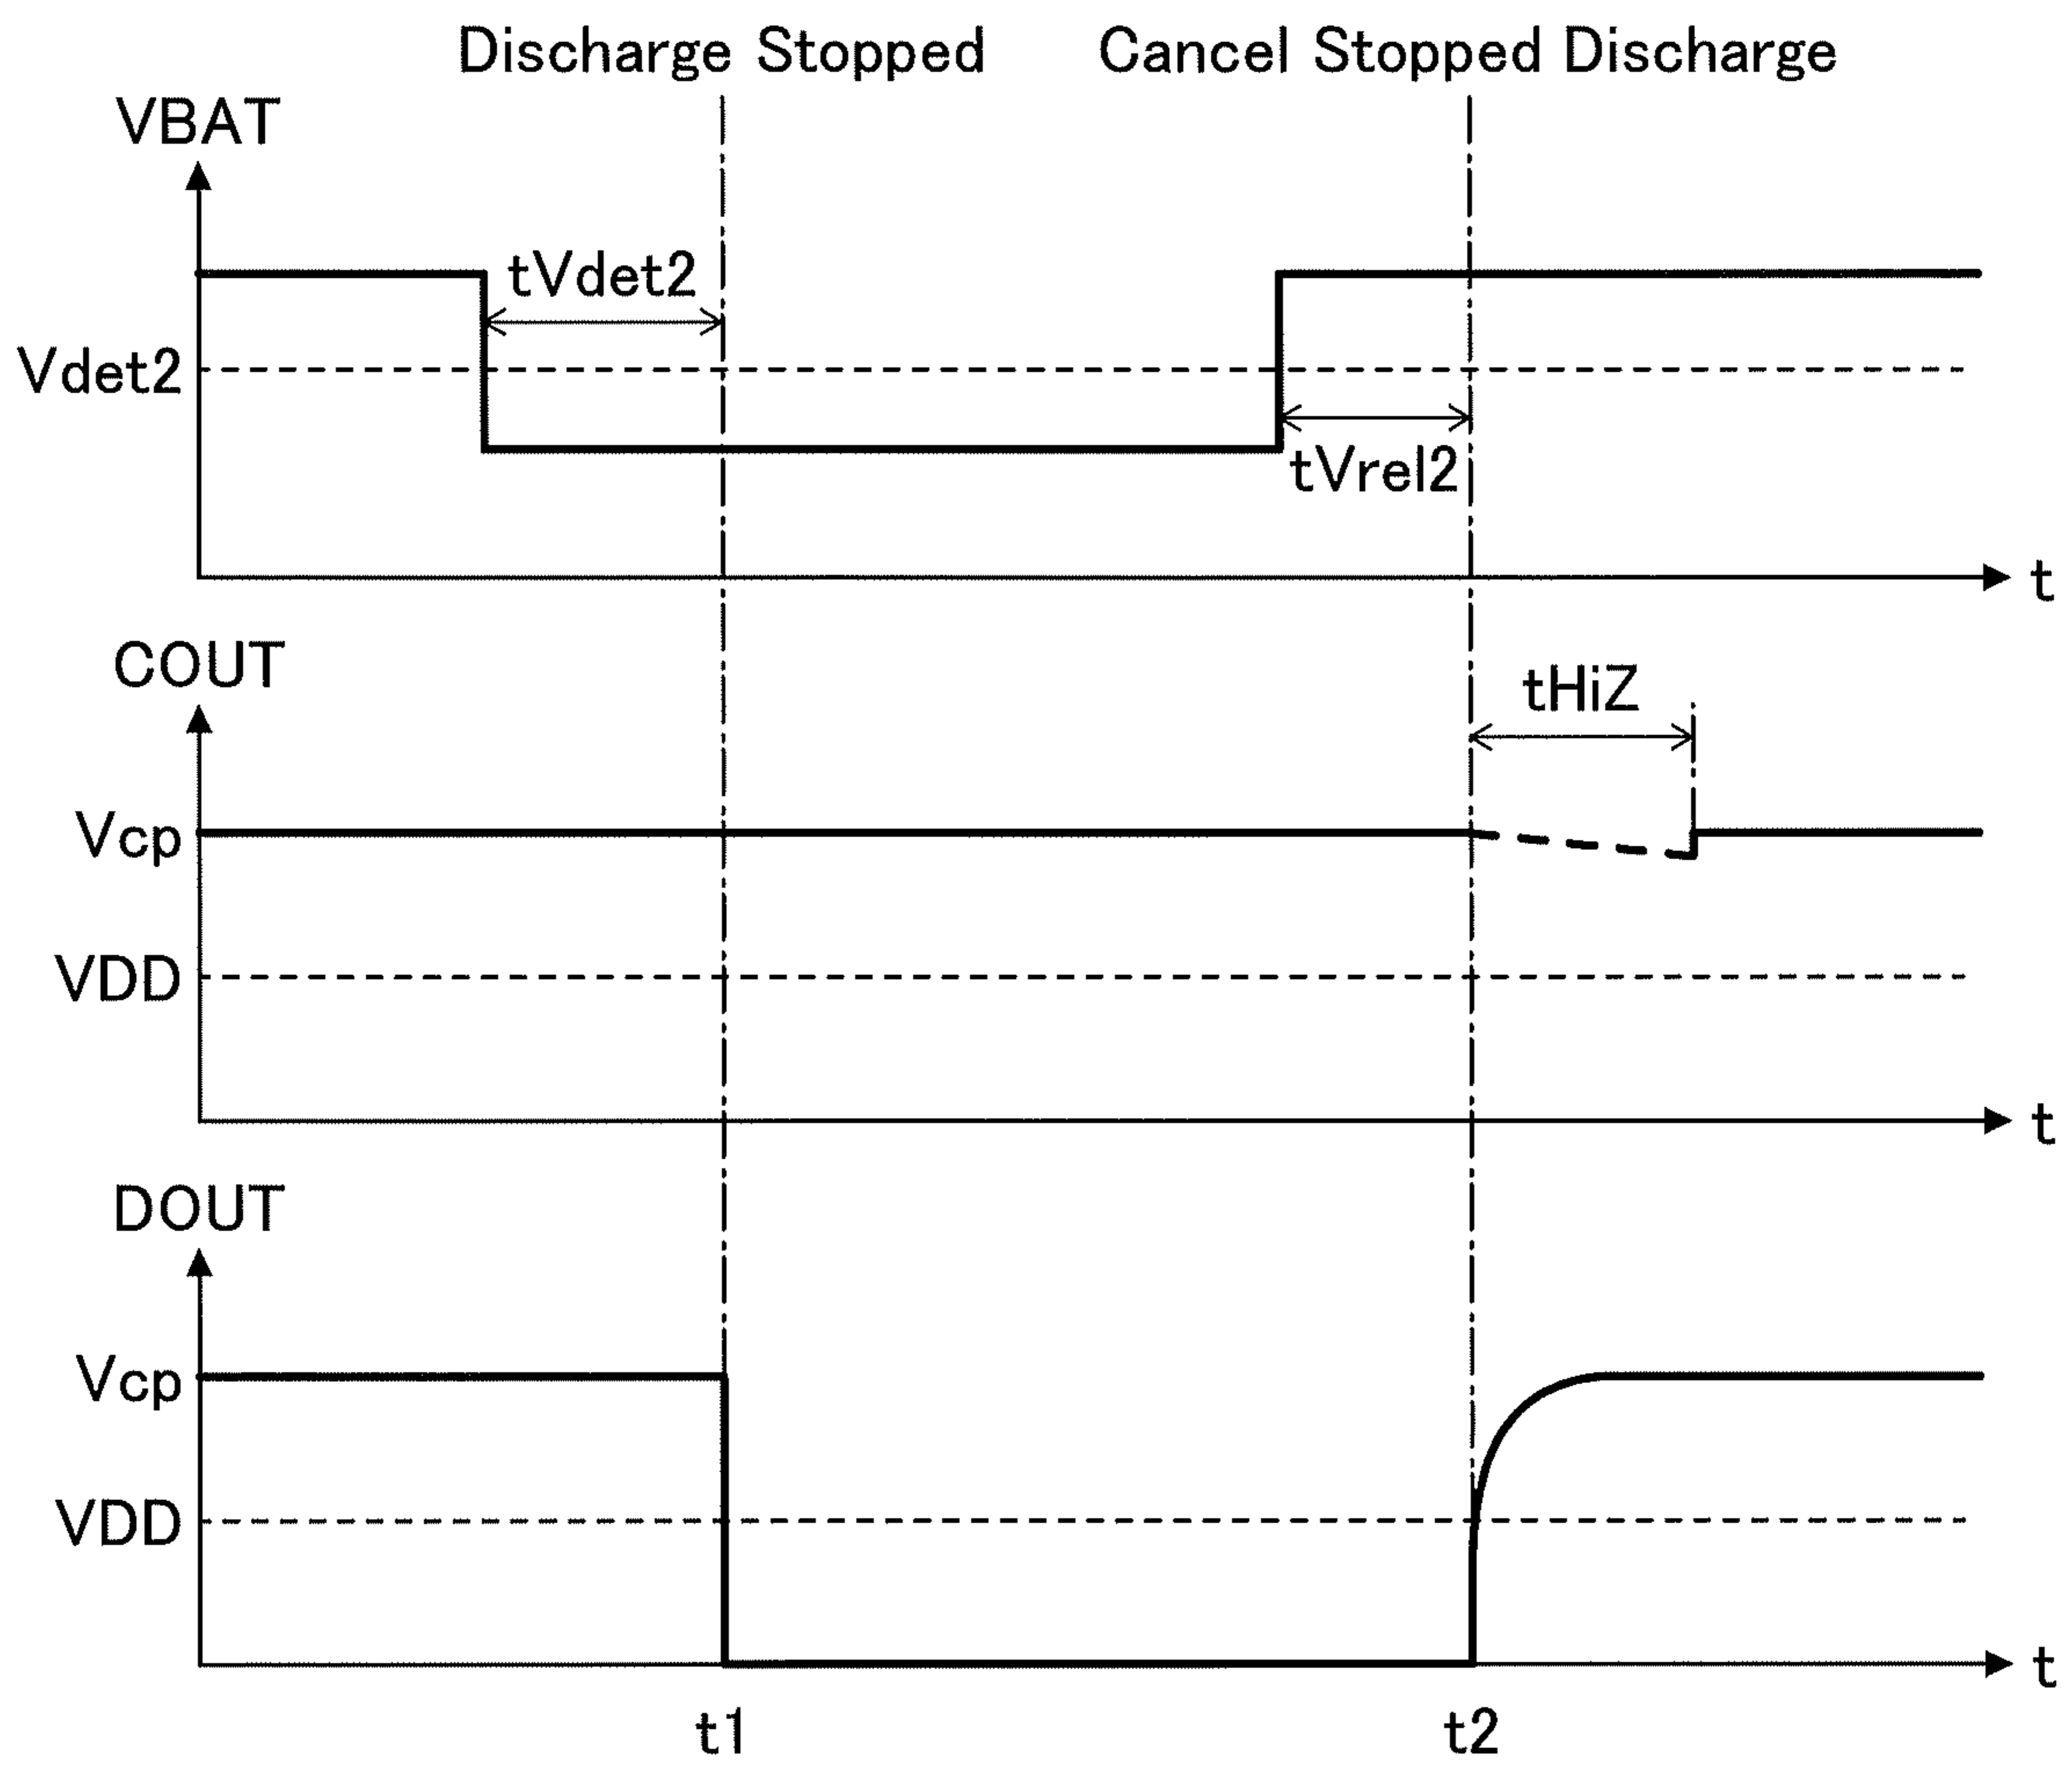 Discharge Stopped
Cancel Stopped Discharge
VBAT
tVdet2
Vdet2
tVrel2
t
COUT
tHiZ
Vcp
VDD
t
DOUT
Vcp
VDD
t
t1
t2